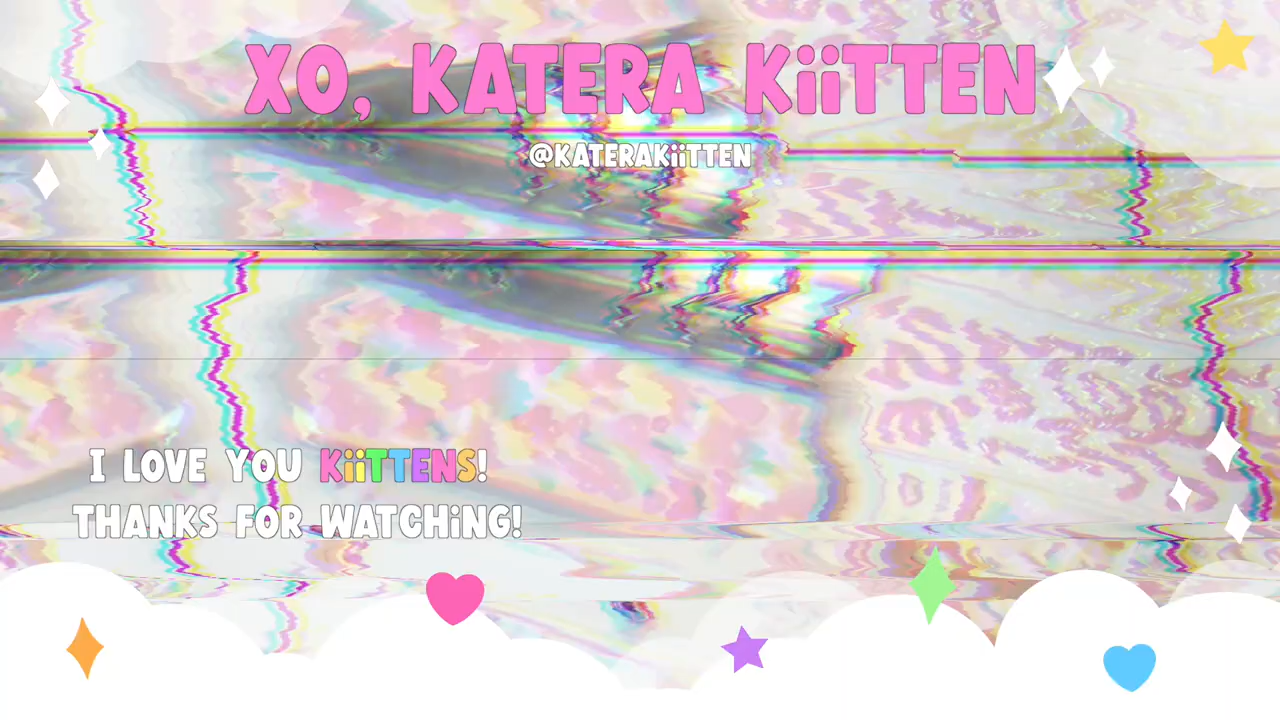 XO, KATERA KiiTTEN
@KATERAKiiTTEN
I LOVE YOU KiiTTENS!
THANKS FOR WATCHiNG!